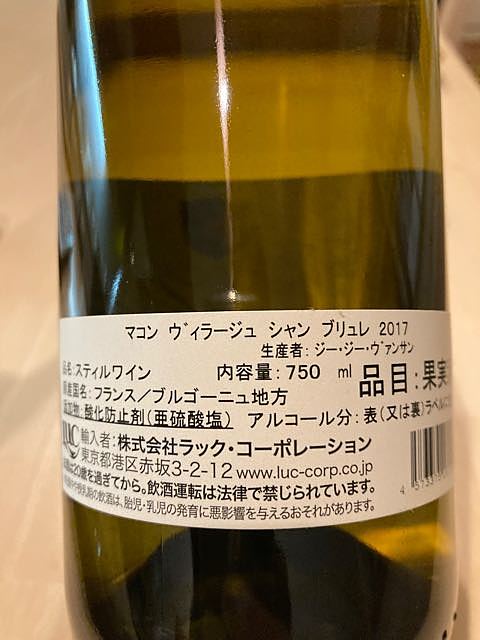 マコン ヴィラージュ シャン ブリュレ 2017
生産者: ジー・ジー・ヴァンサン
品名: スティルワイン 内容量: 750 ml 品目: 果実
原産国名: フランス/ブルゴーニュ地方
添加物: 酸化防止剤(亜硫酸塩) アルコール分: 表(又は裏)ラベルに
LUC 輸入者: 株式会社ラック・コーポレーション
東京都港区赤坂3-2-12 www.luc-corp.co.jp
は20歳を過ぎてから。飲酒運転は法律で禁じられています。
や授乳期の飲酒は、胎児・乳児の発育に悪影響を与えるおそれがあります。